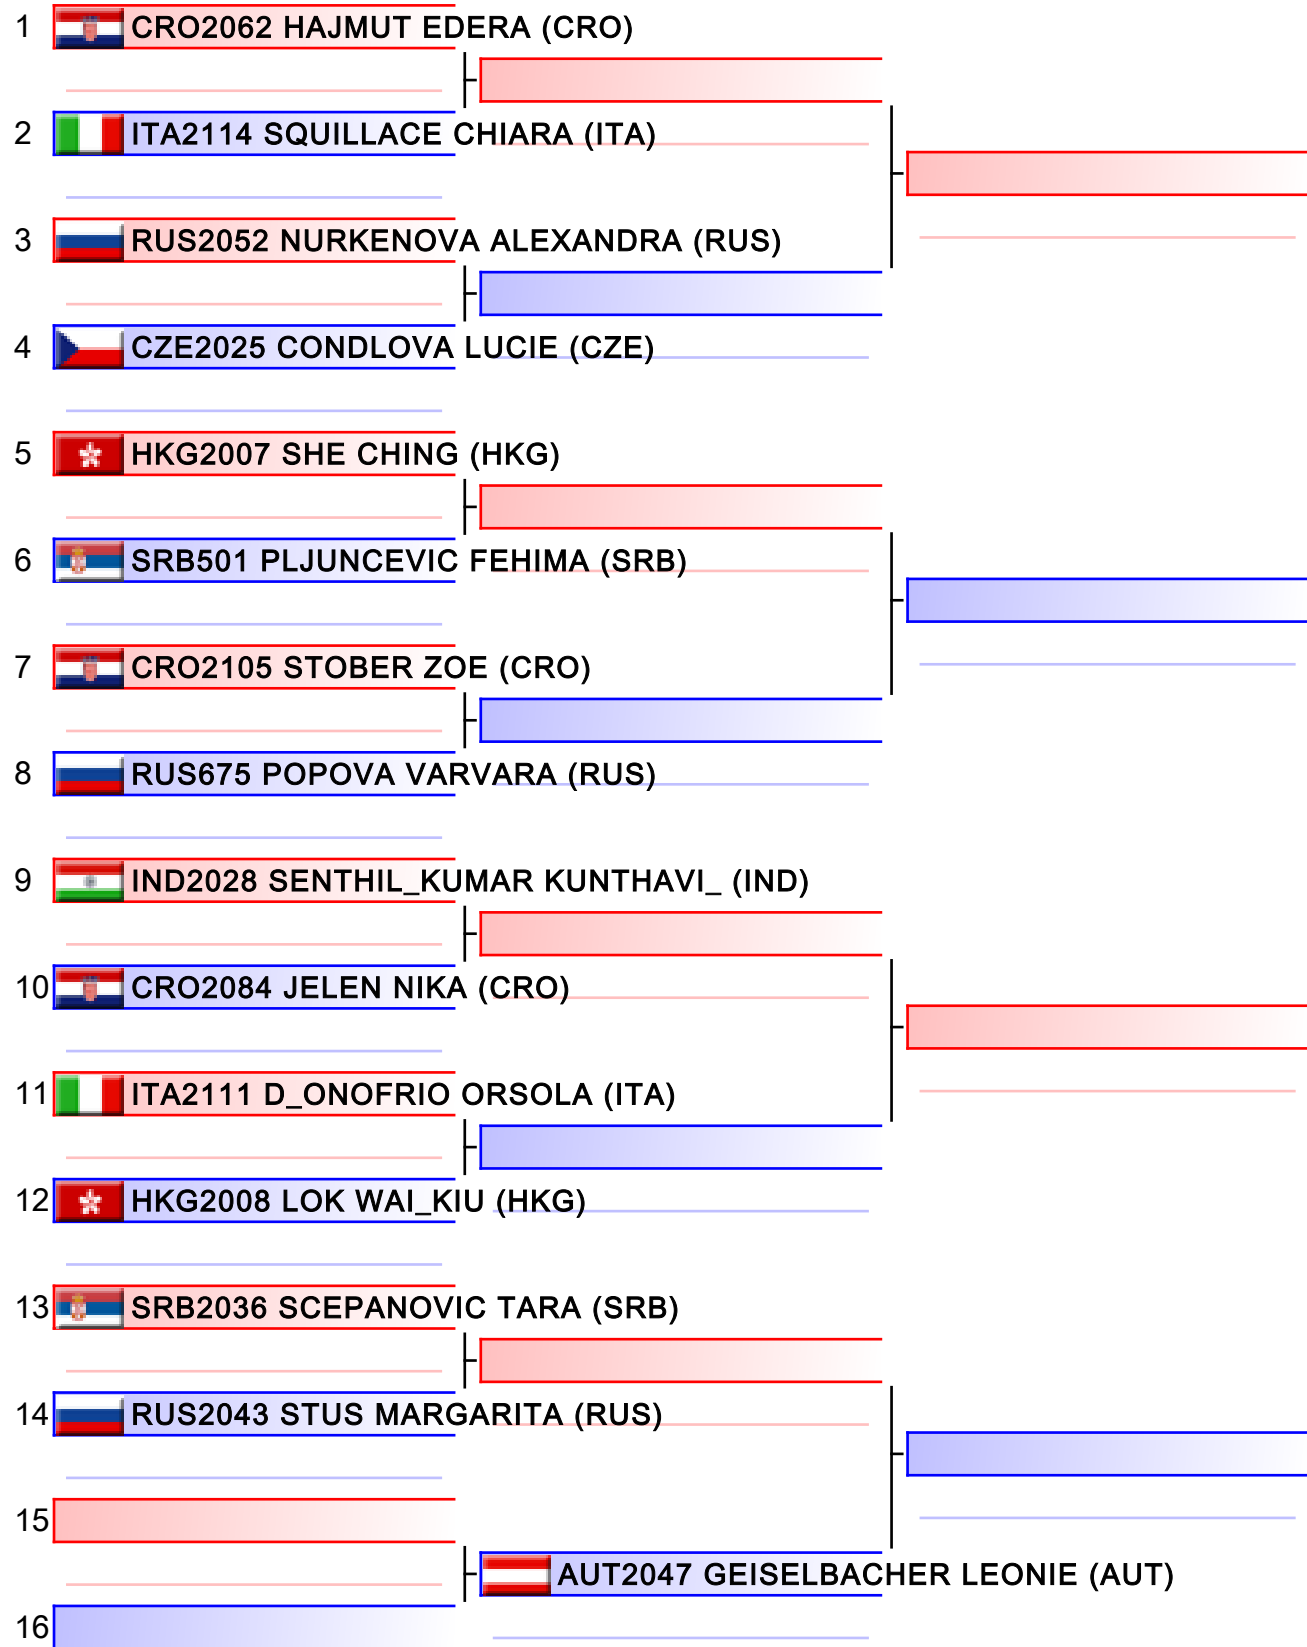 1 CRO2062 HAJMUT EDERA (CRO)
2 ITA2114 SQUILLACE CHIARA (ITA)
3 RUS2052 NURKENOVA ALEXANDRA (RUS)
4 CZE2025 CONDLOVA LUCIE (CZE)
5 HKG2007 SHE CHING (HKG)
6 SRB501 PLJUNCEVIC FEHIMA (SRB)
7 CRO2105 STOBER ZOE (CRO)
8 RUS675 POPOVA VARVARA (RUS)
9 IND2028 SENTHIL_KUMAR KUNTHAVI_ (IND)
10 CRO2084 JELEN NIKA (CRO)
11 ITA2111 D_ONOFRIO ORSOLA (ITA)
12 HKG2008 LOK WAI_KIU (HKG)
13 SRB2036 SCEPANOVIC TARA (SRB)
14 RUS2043 STUS MARGARITA (RUS)
15
AUT2047 GEISELBACHER LEONIE (AUT)
16